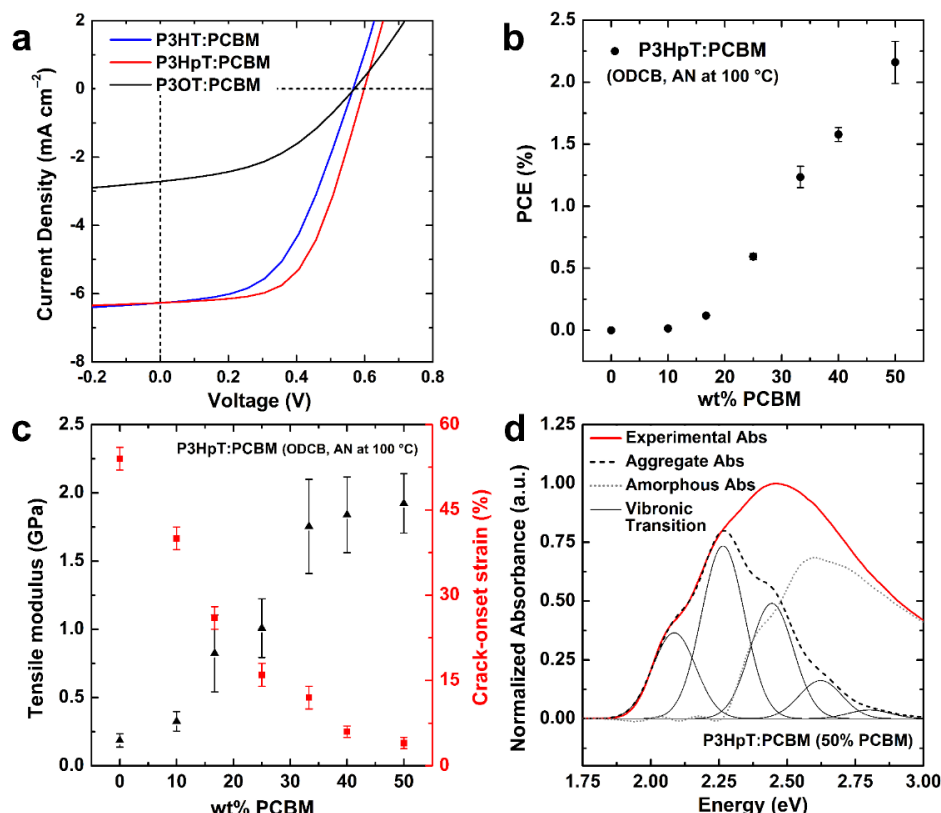 a
P3HT:PCBM
P3HpT:PCBM
P3OT:PCBM
2
0
-2
-4
-6
-8
-0.2 0.0 0.2 0.4 0.6 0.8
Current Density (mA cm⁻²)
Voltage (V)
b
P3HpT:PCBM
(ODCB, AN at 100 °C)
2.5
2.0
1.5
1.0
0.5
0.0
0 10 20 30 40 50
PCE (%)
wt% PCBM
c
P3HpT:PCBM (ODCB, AN at 100 °C)
2.5
2.0
1.5
1.0
0.5
0.0
0 10 20 30 40 50
60
45
30
15
0
Tensile modulus (GPa)
Crack-onset strain (%)
wt% PCBM
d
Experimental Abs
Aggregate Abs
Amorphous Abs
Vibronic
Transition
1.25
1.00
0.75
0.50
0.25
0.00
P3HpT:PCBM (50% PCBM)
1.75 2.00 2.25 2.50 2.75 3.00
Normalized Absorbance (a.u.)
Energy (eV)